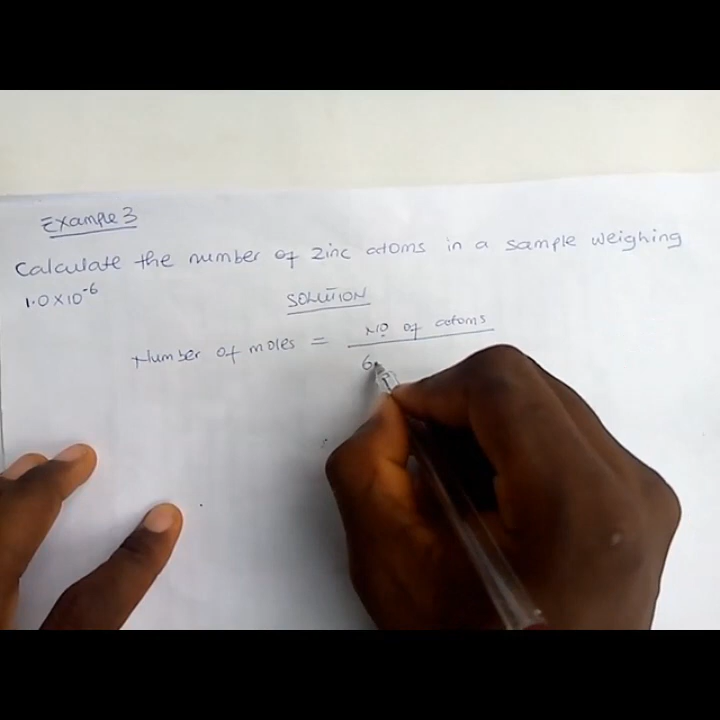 Example 3
Calculate the number of zinc atoms in a sample weighing
1.0 × 10⁻⁶
SOLUTION
Number of moles = No of atoms
6.